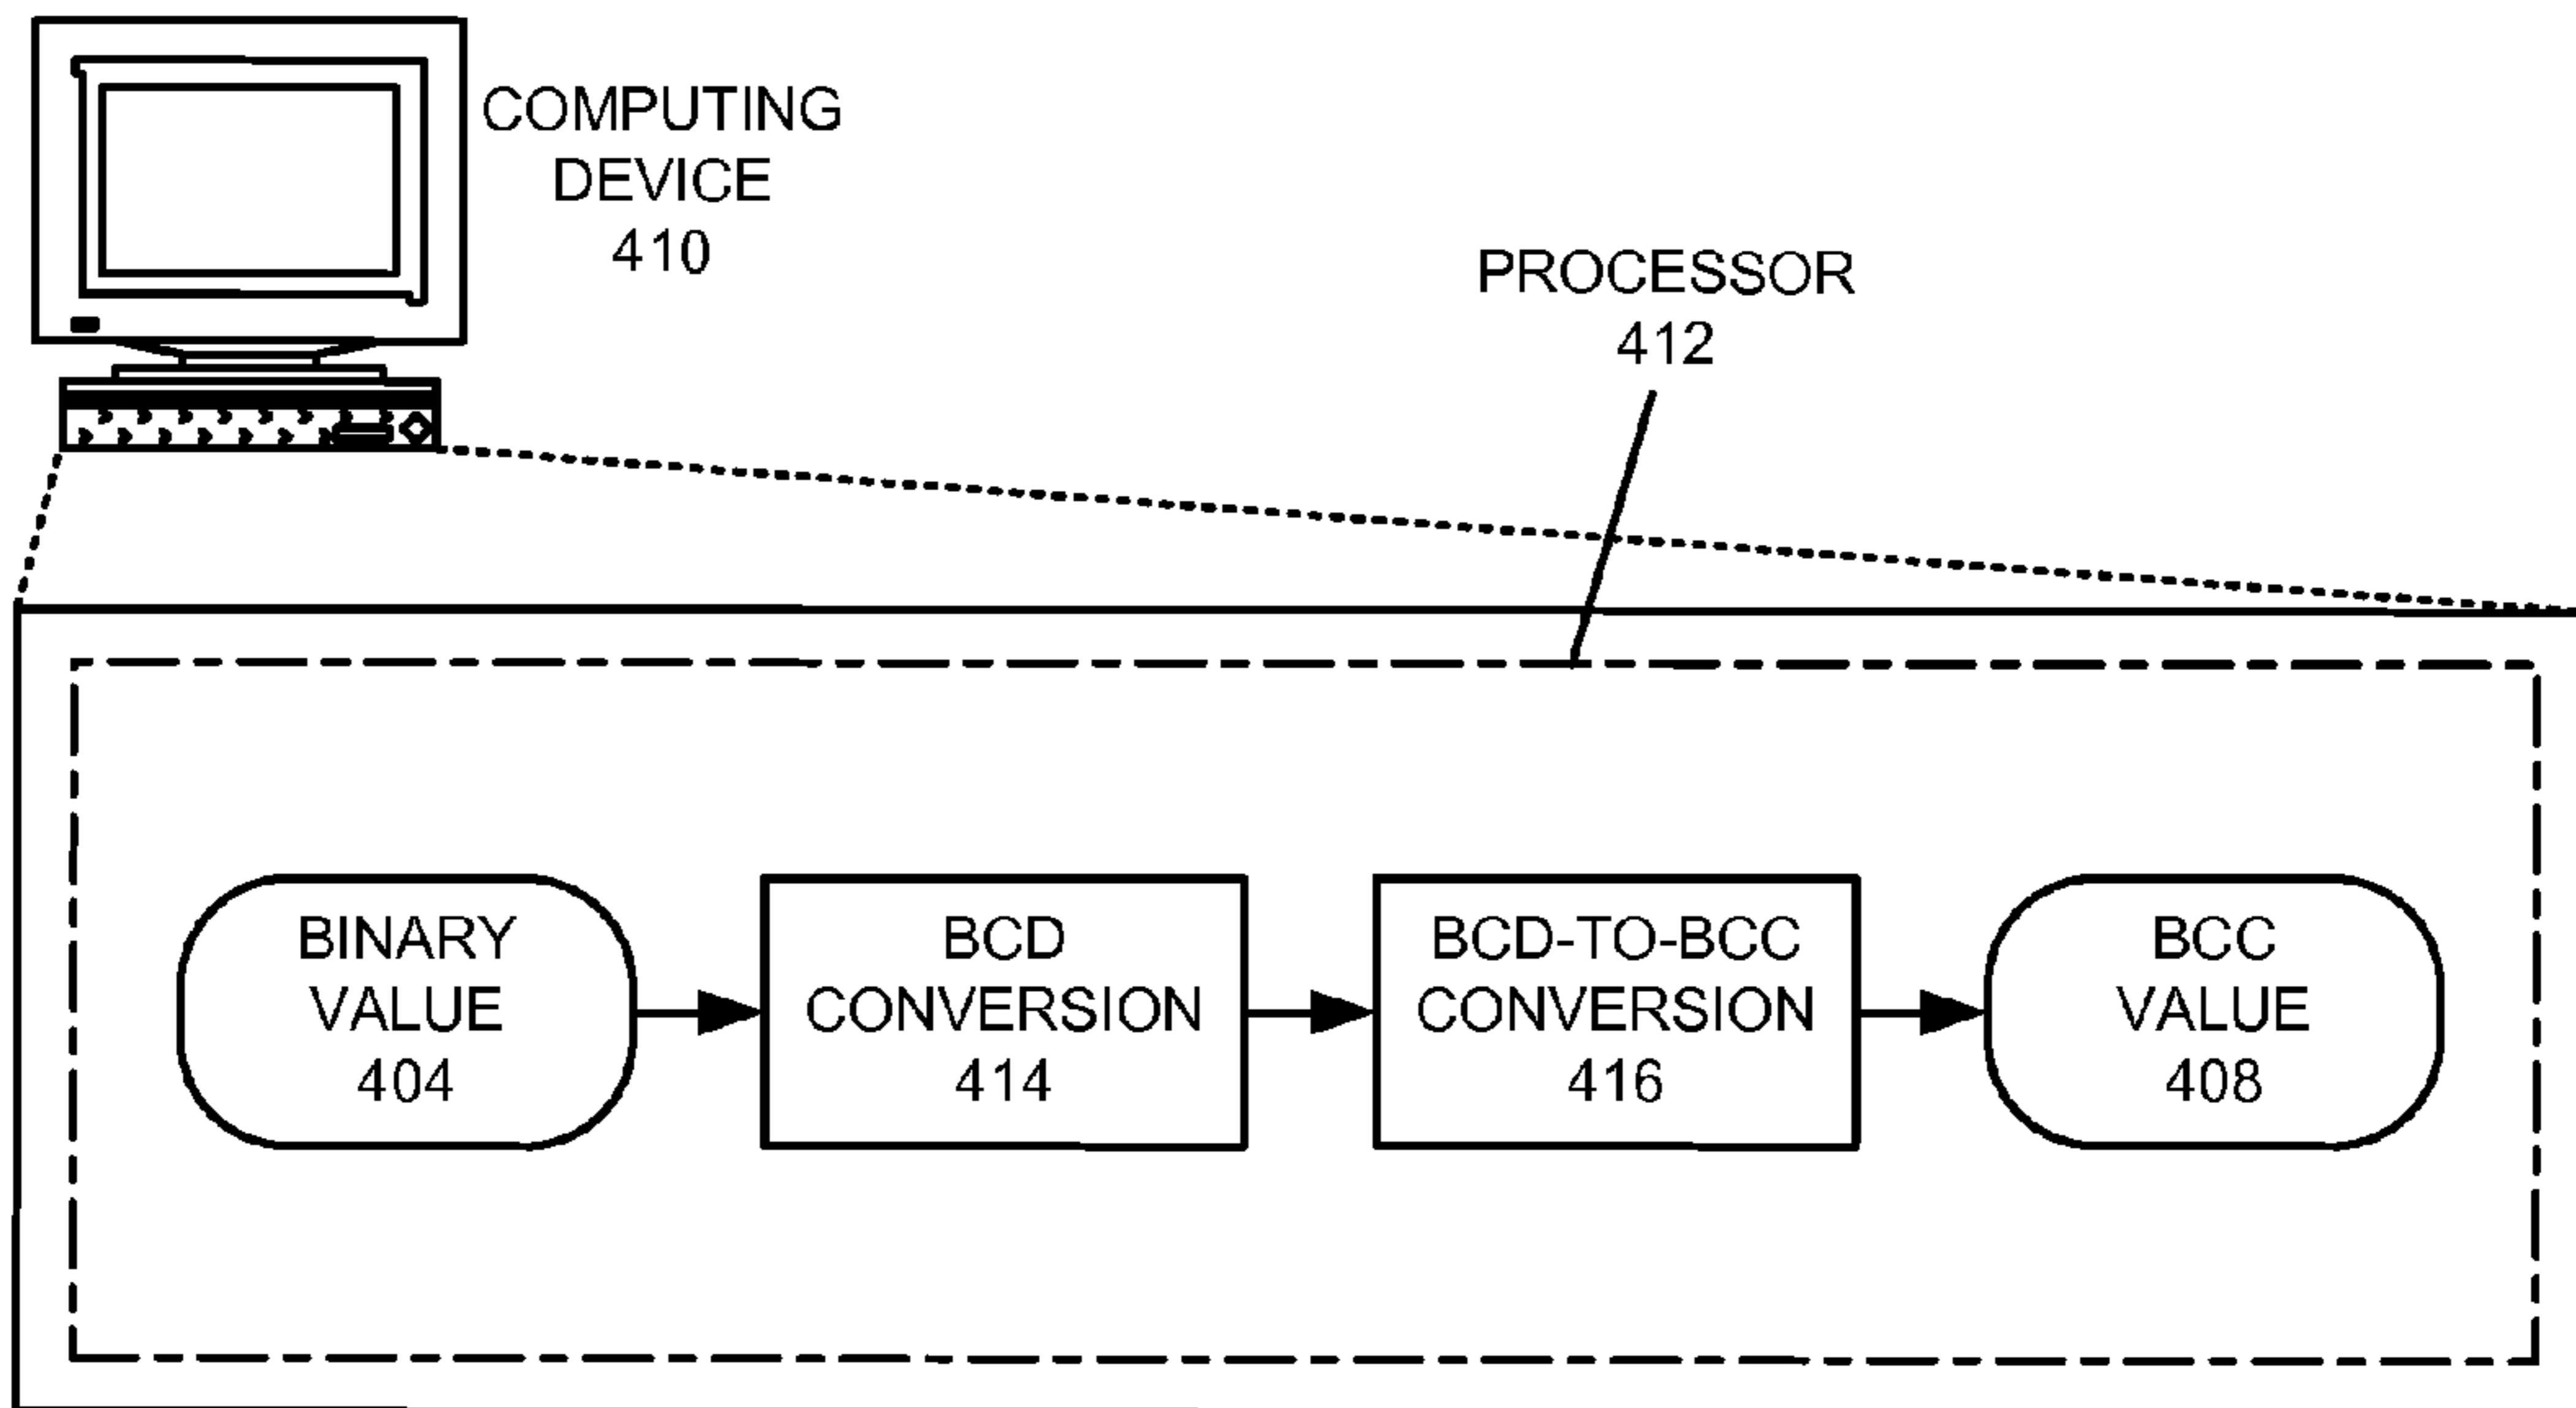 COMPUTING
DEVICE
410
PROCESSOR
412
BINARY
VALUE
404
BCD
CONVERSION
414
BCD-TO-BCC
CONVERSION
416
BCC
VALUE
408